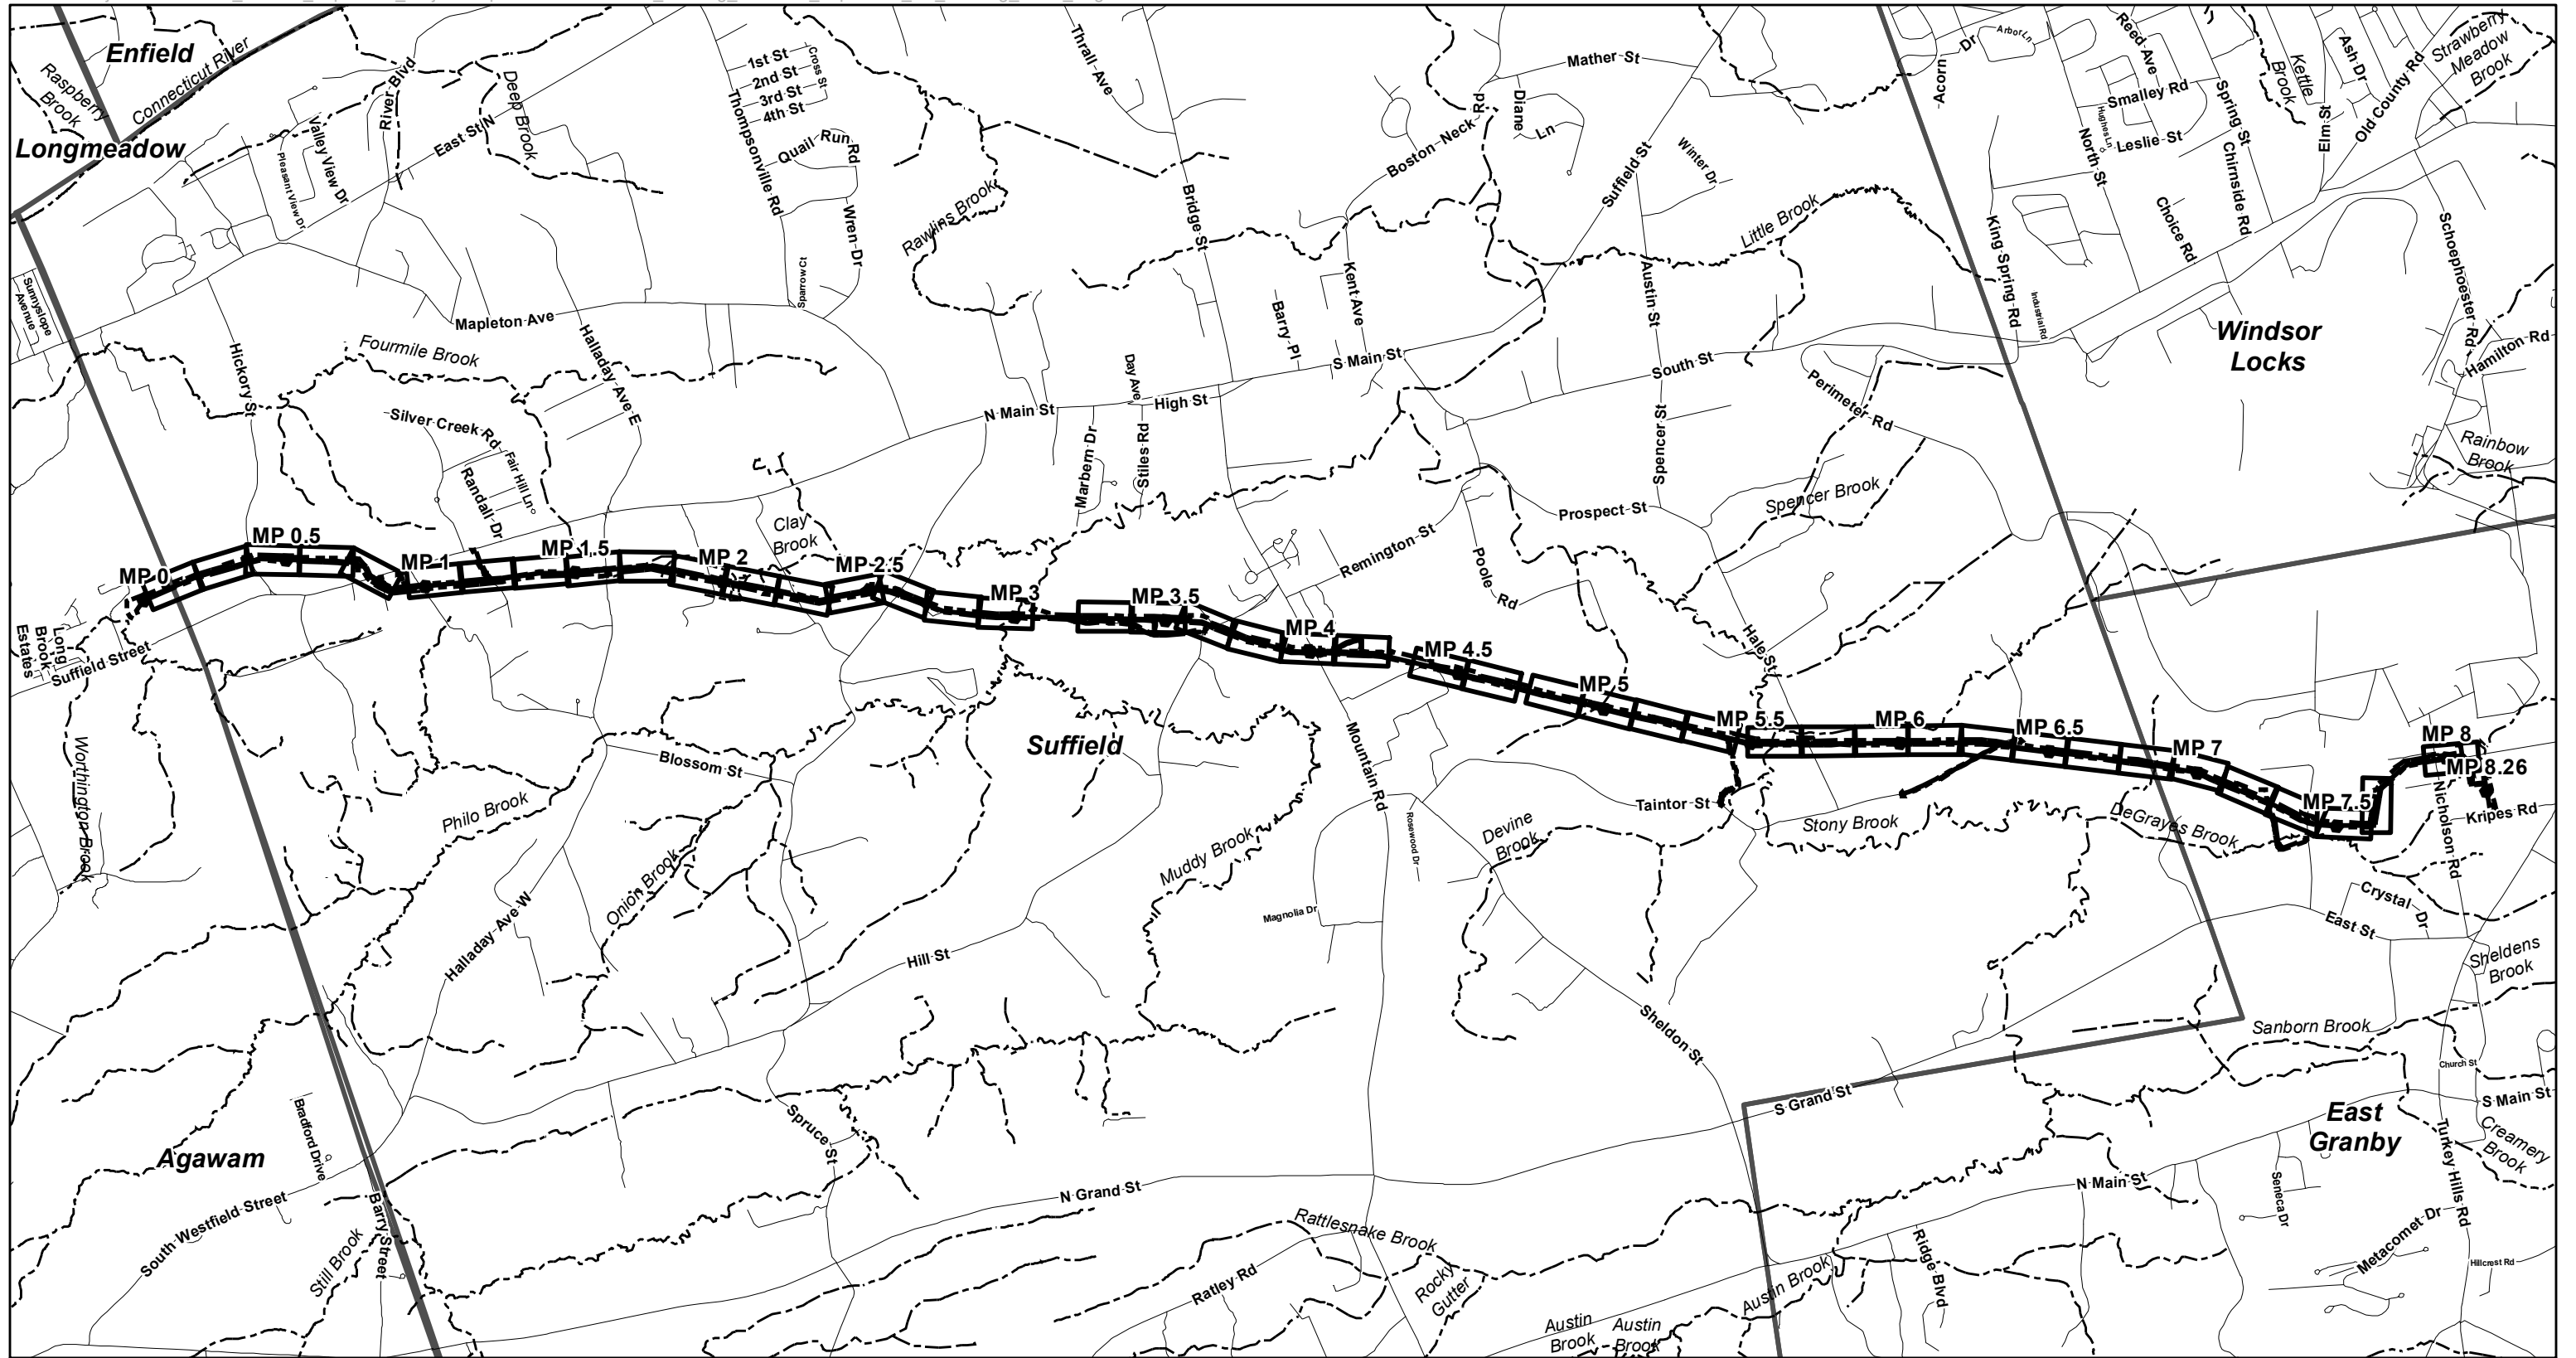 Enfield
Connecticut River
Raspberry
Brook
Longmeadow
River Blvd
Valley View Dr
Pleasant View Dr
East St N
Deep Brook
1st St
2nd St
3rd St
4th St
Cross St
Thompsonville Rd
Quail Run Rd
Wren Dr
Sparrow Ct
Rawlins Brook
Thrall Ave
Bridge St
Boston Neck Rd
Diane
Ln
Mather St
Suffield St
Winter Dr
Little Brook
Acorn
Dr
Arbor Ln
Reed Ave
Smalley Rd
Hughes Ln
Leslie St
North St
Spring St
Chirnside Rd
Choice Rd
Kettle
Brook
Ash Dr
Elm St
Old County Rd
Strawberry
Meadow
Brook
King Spring Rd
Industrial Rd
Schoephoester Rd
Hamilton Rd
Windsor
Locks
Rainbow
Brook
Sunnyslope
Avenue
Mapleton Ave
Fourmile Brook
Hickory St
Halladay Ave E
Silver Creek Rd
Fair Hill Ln
Randall Dr
N Main St
Day Ave
High St
Marbern Dr
Stiles Rd
Barry Pl
Kent Ave
S Main St
Austin St
South St
Spencer St
Perimeter Rd
Spencer Brook
Prospect St
Remington St
Poole Rd
Hale St
Clay
Brook
MP 0
MP 0.5
MP 1
MP 1.5
MP 2
MP 2.5
MP 3
MP 3.5
MP 4
MP 4.5
MP 5
MP 5.5
MP 6
MP 6.5
MP 7
MP 7.5
MP 8
MP 8.26
Long
Brook
Estates
Suffield Street
Worthington Brook
Philo Brook
Blossom St
Onion Brook
Halladay Ave W
Suffield
Muddy Brook
Hill St
Mountain Rd
Rosewood Dr
Magnolia Dr
Devine
Brook
Taintor St
Stony Brook
DeGrayes Brook
Nicholson Rd
Kripes Rd
Crystal Dr
East St
Sheldens
Brook
Sheldon St
Sanborn Brook
Church St
S Main St
S Grand St
East
Granby
Creamery
Brook
Turkey Hills Rd
Seneca Dr
Metacomet Dr
Hillcrest Rd
N Main St
Ridge Blvd
Agawam
Bradford Drive
South Westfield Street
Still Brook
Barry Street
Spruce St
N Grand St
Rattlesnake Brook
Ratley Rd
Rocky
Gutter
Austin Brook
Austin
Brook
Austin
Brook